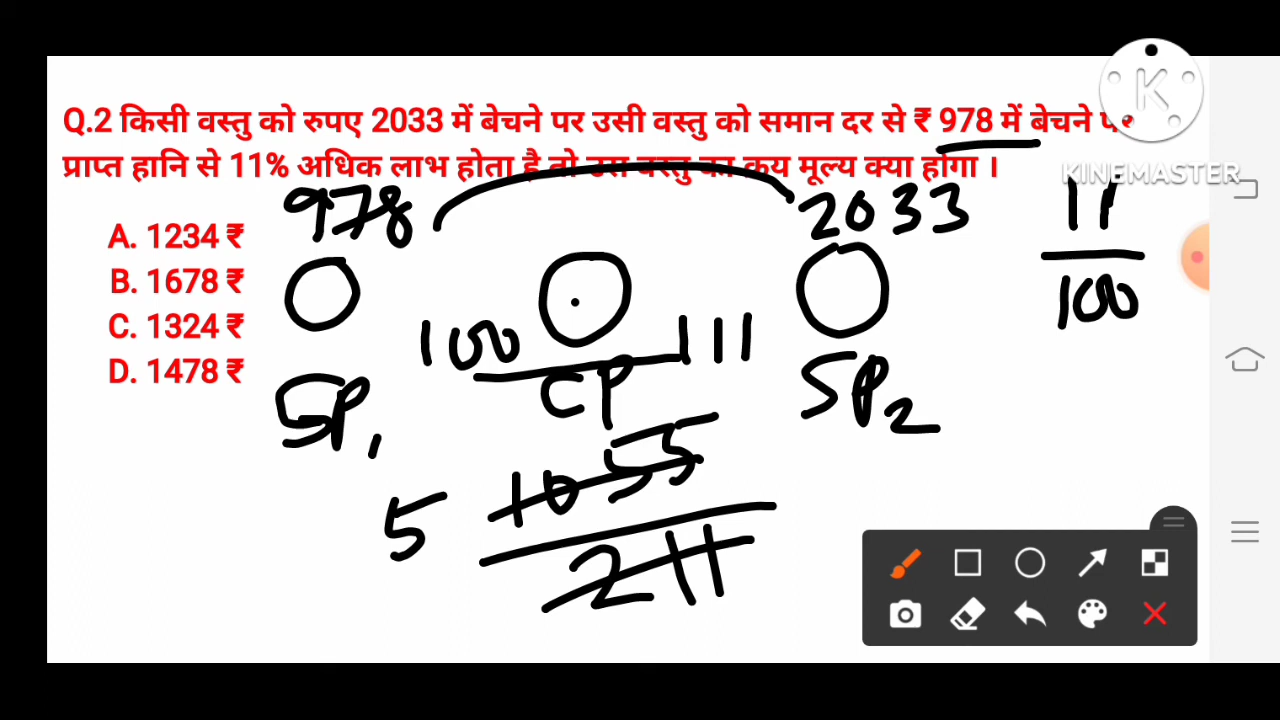 Q.2 किसी वस्तु को रुपए 2033 में बेचने पर उसी वस्तु को समान दर से ₹ 978 में बेचने पर
प्राप्त हानि से 11% अधिक लाभ होता है तो उस वस्तु का क्रय मूल्य क्या होगा ।
KINEMASTER
A. 1234 ₹
B. 1678 ₹
C. 1324 ₹
D. 1478 ₹
978
2033
11
100
100
111
CP
SP1
SP2
5
1055
211